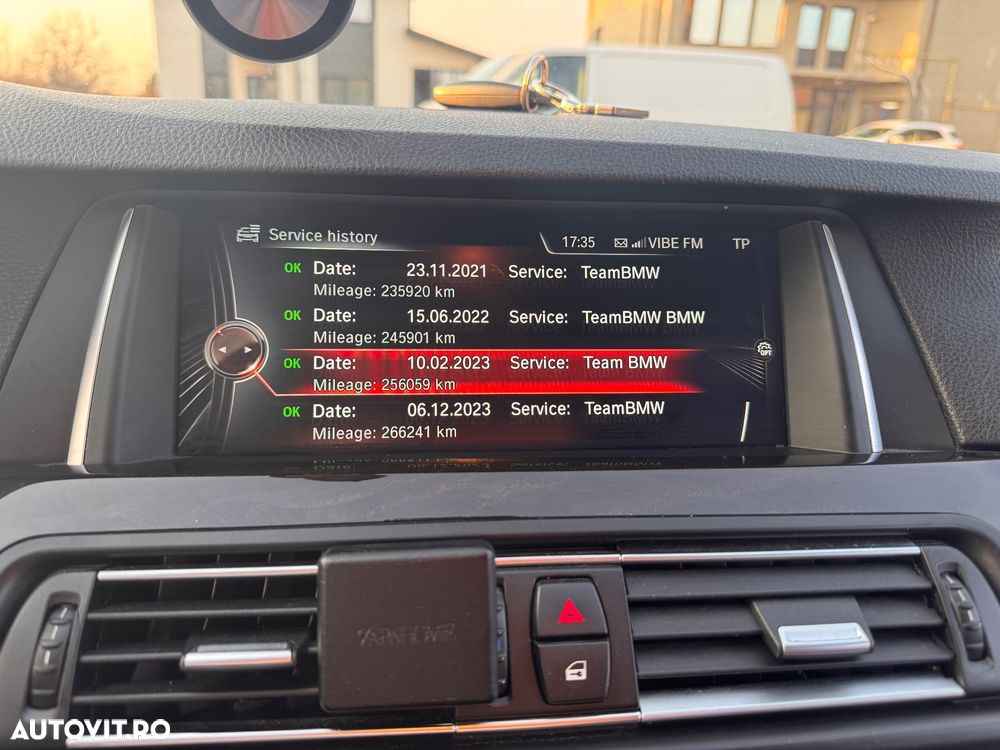 Service history
17:35 VIBE FM TP
OK Date: 23.11.2021 Service: TeamBMW
Mileage: 235920 km
OK Date: 15.06.2022 Service: TeamBMW BMW
Mileage: 245901 km
OPT
OK Date: 10.02.2023 Service: Team BMW
Mileage: 256059 km
OK Date: 06.12.2023 Service: TeamBMW
Mileage: 266241 km
AUTOVIT.RO